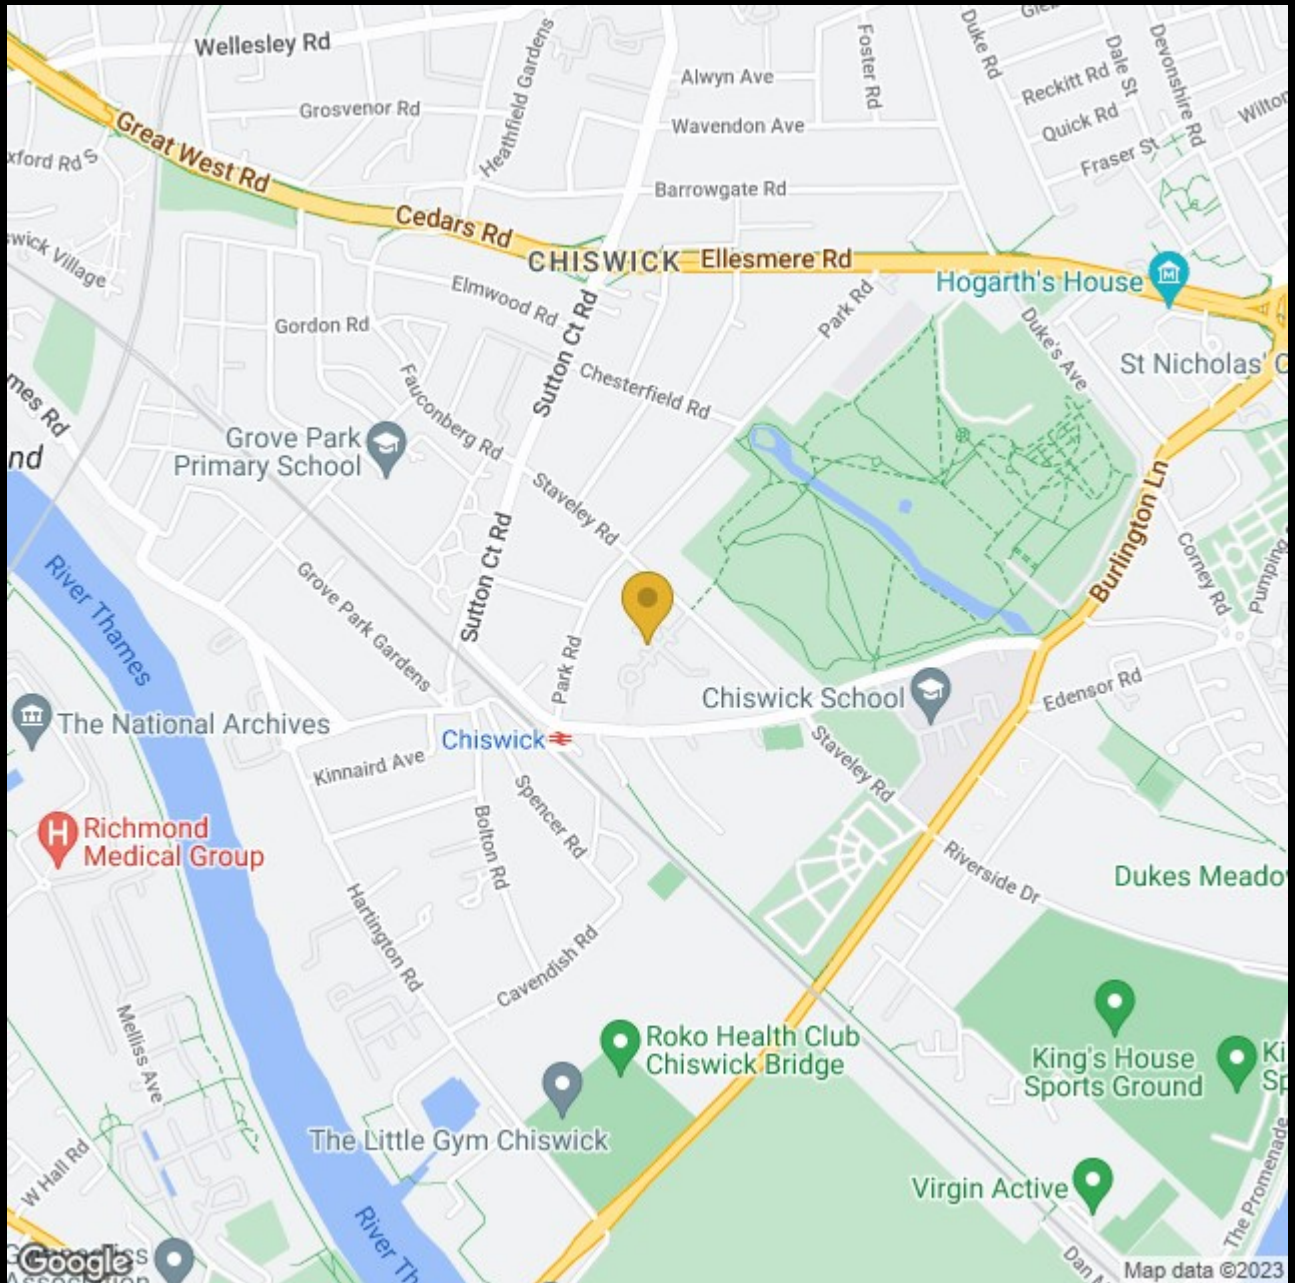 Wellesley Rd
Heathfield Gardens
Alwyn Ave
Foster Rd
Duke Rd
Dale St
Devonshire Rd
Reckitt Rd
Grosvenor Rd
Wavendon Ave
Quick Rd
Fraser St
Great West Rd
xford Rd S
Barrowgate Rd
Cedars Rd
CHISWICK
Ellesmere Rd
swick Village
Hogarth's House
Elmwood Rd
Park Rd
Gordon Rd
Sutton Ct Rd
Duke's Ave
St Nicholas' C
Chesterfield Rd
Fauconberg Rd
mes Rd
Grove Park
Primary School
nd
Staveley Rd
Burlington Ln
Sutton Ct Rd
Corney Rd
Pumping
River Thames
Grove Park Gardens
Park Rd
Chiswick School
Edensor Rd
The National Archives
Chiswick
Kinnaird Ave
Staveley Rd
Spencer Rd
Bolton Rd
Richmond
Medical Group
Riverside Dr
Dukes Meado
Hartington Rd
Cavendish Rd
Melliss Ave
Roko Health Club
Chiswick Bridge
King's House
Sports Ground
Ki
Sp
The Little Gym Chiswick
W Hall Rd
Virgin Active
The Promenade
River Th
Dan
Google
Map data ©2023